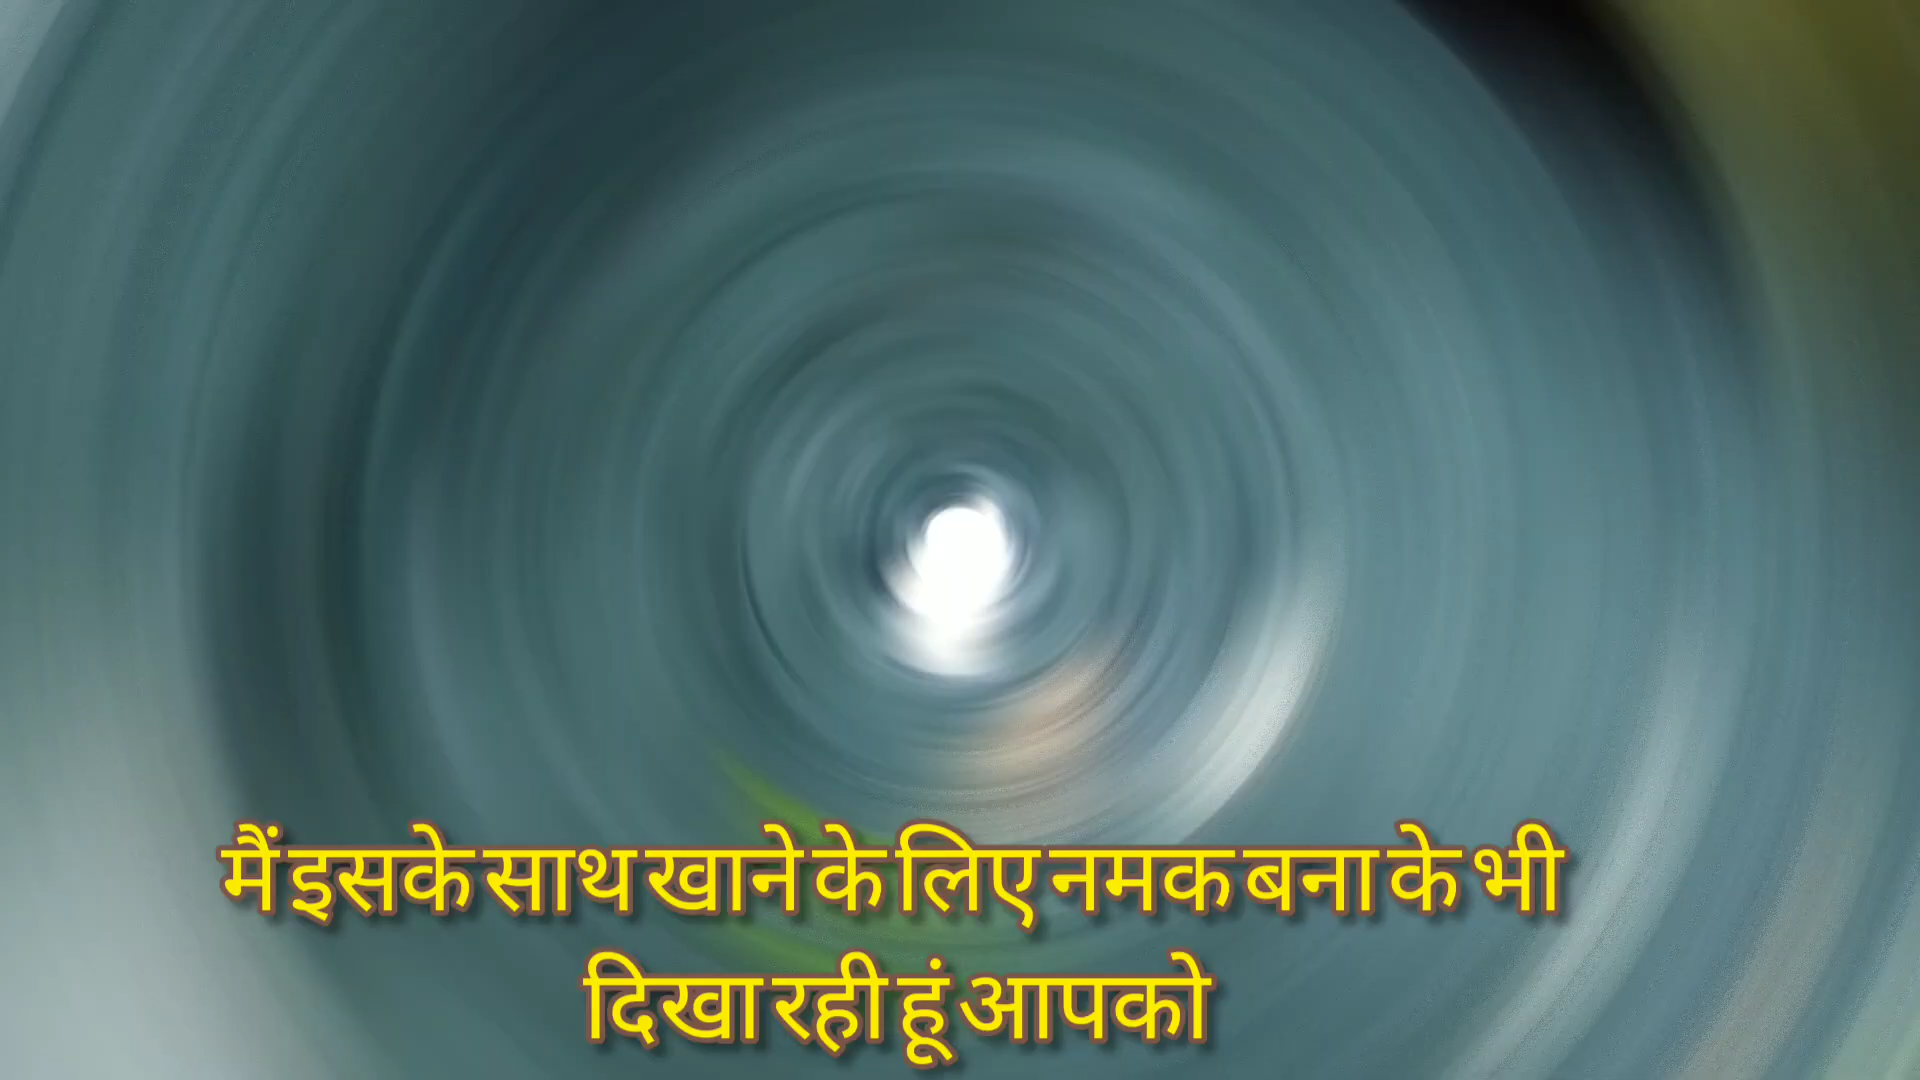 मैं इसके साथ खाने के लिए नमक बना के भी
दिखा रही हूं आपको